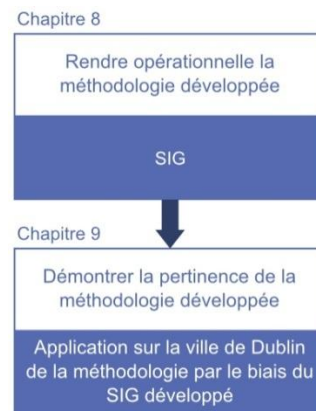 Chapitre 8
Rendre opérationnelle la
méthodologie développée
SIG
Chapitre 9
Démontrer la pertinence de la
méthodologie développée
Application sur la ville de Dublin
de la méthodologie par le biais du
SIG développé